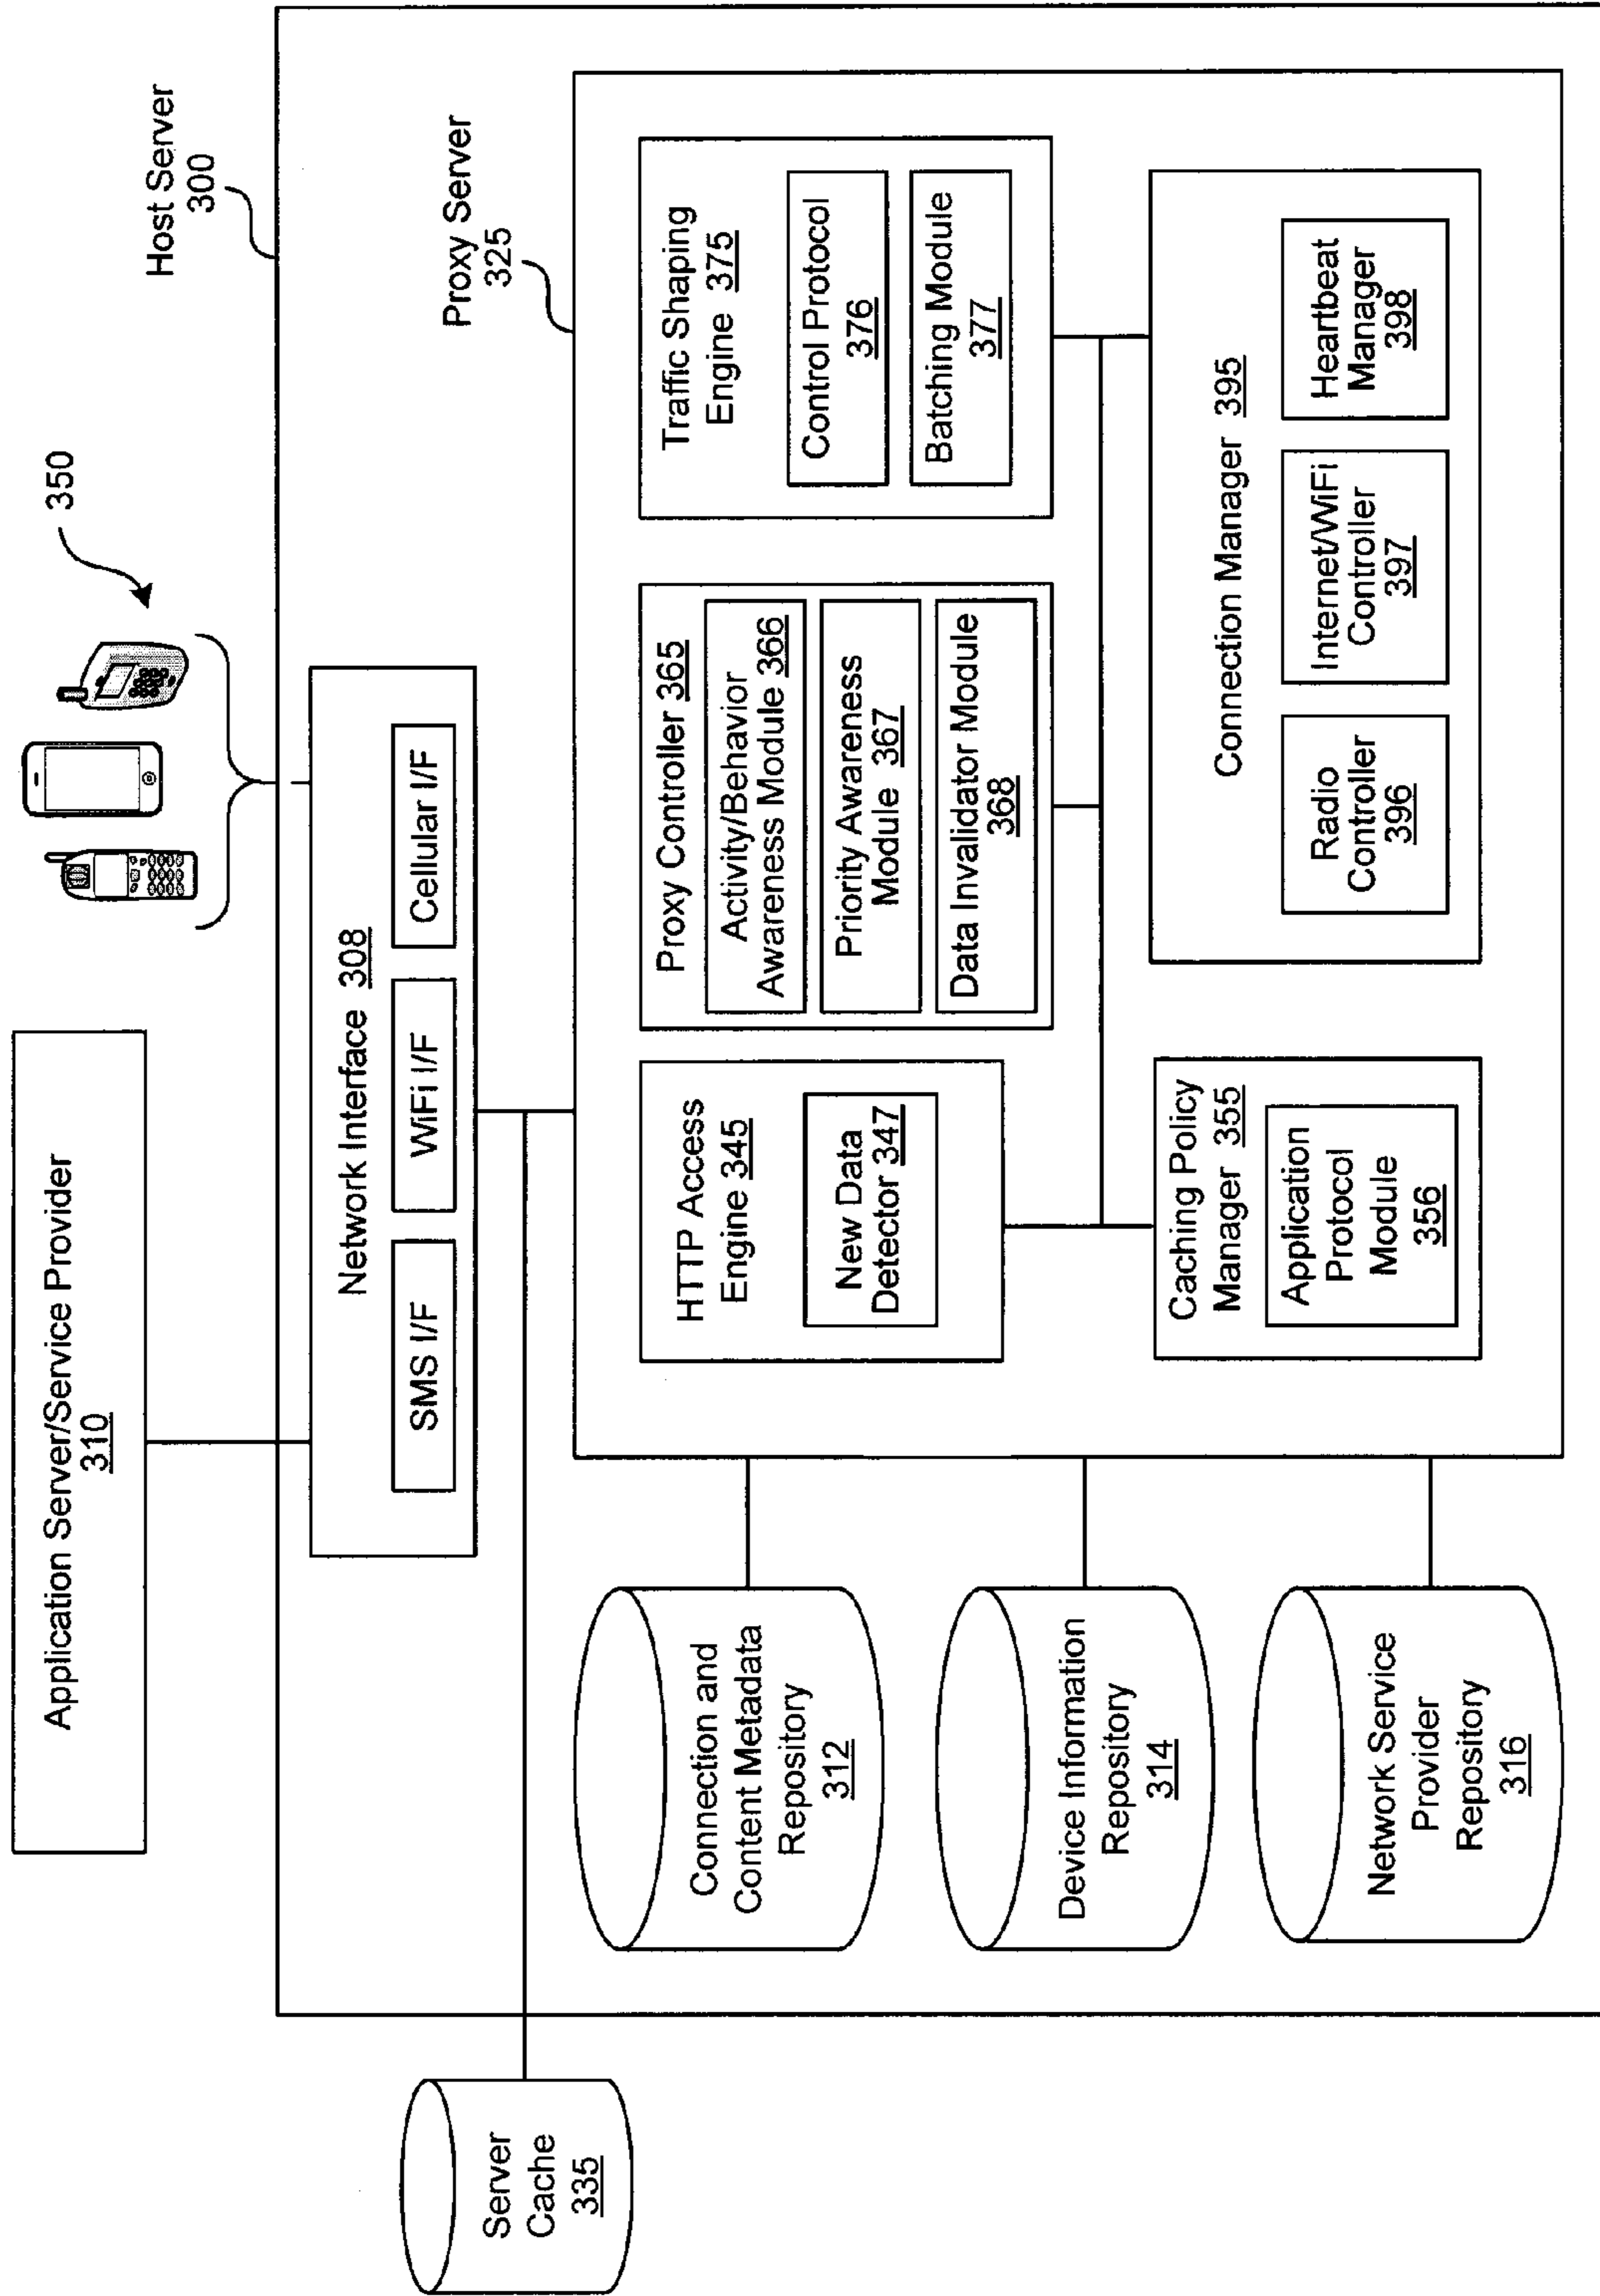 Application Server/Service Provider
310
350
Host Server
300
Network Interface 308
SMS I/F
WiFi I/F
Cellular I/F
Server
Cache
335
Proxy Server
325
Connection and
Content Metadata
Repository
312
Device Information
Repository
314
Network Service
Provider
Repository
316
HTTP Access
Engine 345
New Data
Detector 347
Proxy Controller 365
Activity/Behavior
Awareness Module 366
Priority Awareness
Module 367
Data Invalidator Module
368
Traffic Shaping
Engine 375
Control Protocol
376
Batching Module
377
Caching Policy
Manager 355
Application
Protocol
Module
356
Connection Manager 395
Radio
Controller
396
Internet/WiFi
Controller
397
Heartbeat
Manager
398